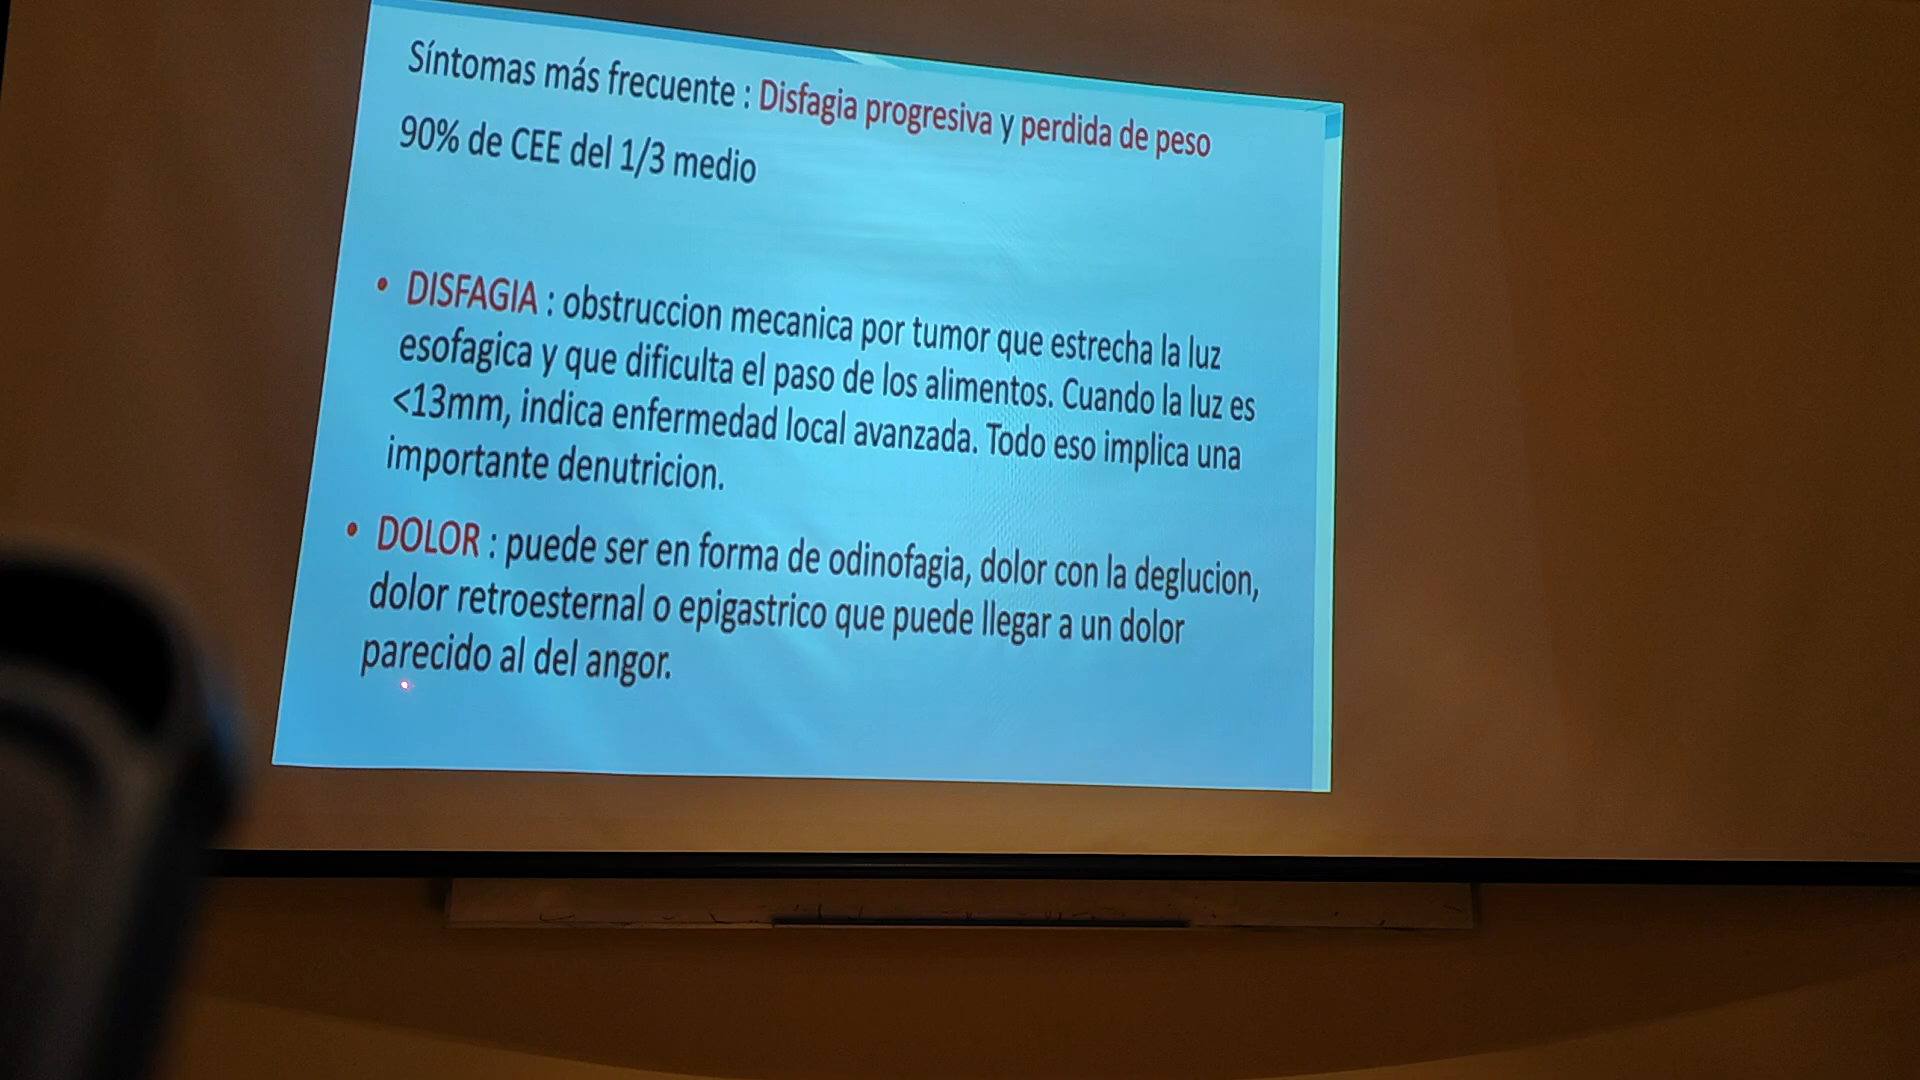 Síntomas más frecuente : Disfagia progresiva y perdida de peso
90% de CEE del 1/3 medio
• DISFAGIA : obstruccion mecanica por tumor que estrecha la luz
esofagica y que dificulta el paso de los alimentos. Cuando la luz es
<13mm, indica enfermedad local avanzada. Todo eso implica una
importante denutricion.
• DOLOR : puede ser en forma de odinofagia, dolor con la deglucion,
dolor retroesternal o epigastrico que puede llegar a un dolor
parecido al del angor.